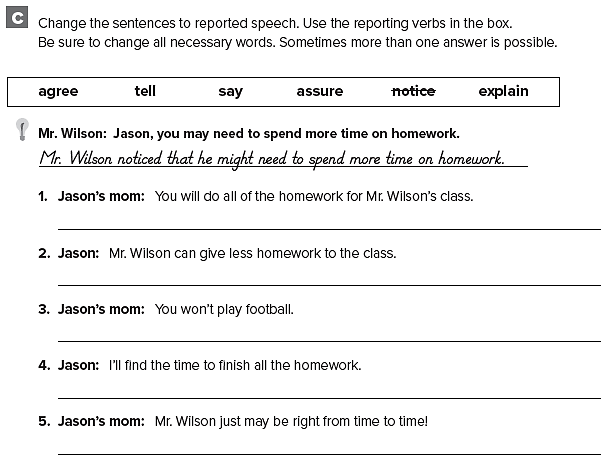 C Change the sentences to reported speech. Use the reporting verbs in the box.
Be sure to change all necessary words. Sometimes more than one answer is possible.
agree tell say assure notice explain
Mr. Wilson: Jason, you may need to spend more time on homework.
Mr. Wilson noticed that he might need to spend more time on homework.
1. Jason's mom: You will do all of the homework for Mr. Wilson's class.
2. Jason: Mr. Wilson can give less homework to the class.
3. Jason's mom: You won't play football.
4. Jason: I'll find the time to finish all the homework.
5. Jason's mom: Mr. Wilson just may be right from time to time!